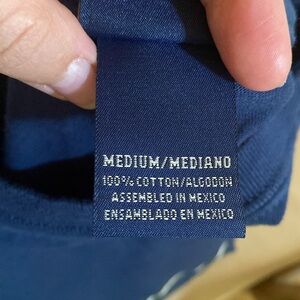 MEDIUM/MEDIANO
100% COTTON/ALGODON
ASSEMBLED IN MEXICO
ENSAMBLADO EN MEXICO